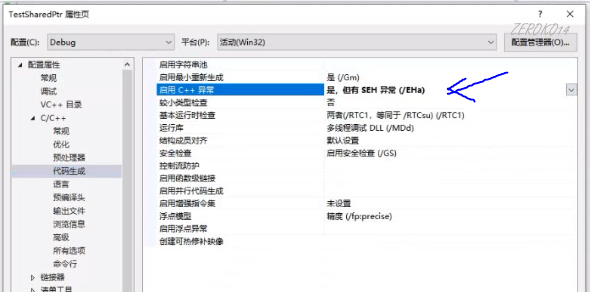 TestSharedPtr 属性页
ZEROKO14
配置(C): Debug 平台(P): 活动(Win32) 配置管理器(O)...
配置属性
常规
调试
VC++ 目录
C/C++
常规
优化
预处理器
代码生成
语言
预编译头
输出文件
浏览信息
高级
所有选项
命令行
链接器
清单工具
启用字符串池
启用最小重新生成 是 (/Gm)
启用 C++ 异常 是，但有 SEH 异常 (/EHa)
较小类型检查 否
基本运行时检查 两者(/RTC1，等同于 /RTCsu) (/RTC1)
运行库 多线程调试 DLL (/MDd)
结构成员对齐 默认设置
安全检查 启用安全检查 (/GS)
控制流防护
启用函数级链接
启用并行代码生成
启用增强指令集 未设置
浮点模型 精度 (/fp:precise)
启用浮点异常
创建可热修补映像